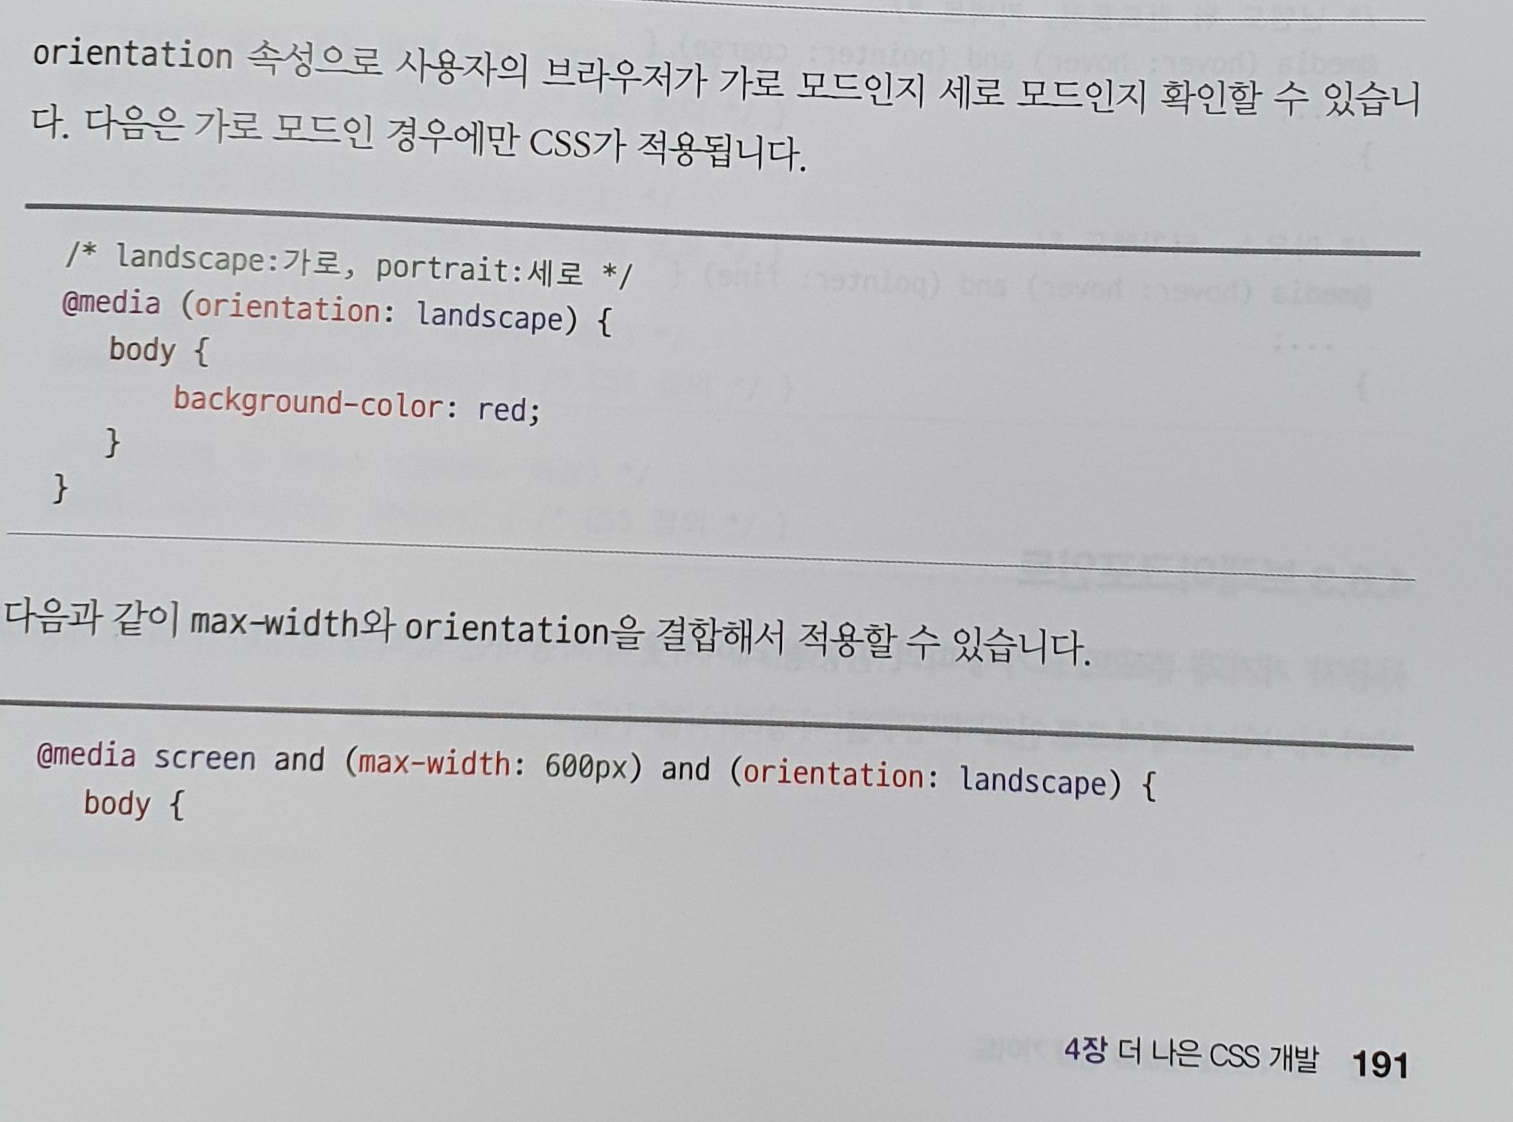 orientation 속성으로 사용자의 브라우저가 가로 모드인지 세로 모드인지 확인할 수 있습니
다. 다음은 가로 모드인 경우에만 CSS가 적용됩니다.
/* landscape:가로, portrait:세로 */
@media (orientation: landscape) {
body {
background-color: red;
}
}
다음과 같이 max-width와 orientation을 결합해서 적용할 수 있습니다.
@media screen and (max-width: 600px) and (orientation: landscape) {
body {
4장 더 나은 CSS 개발 191